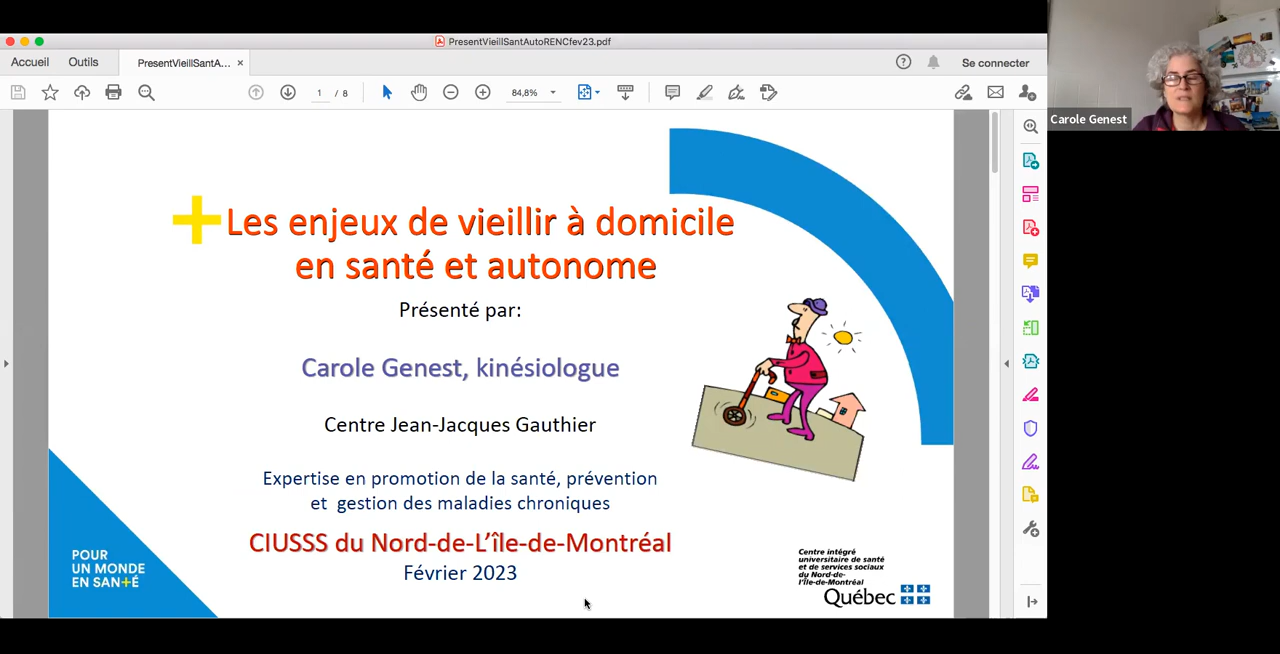 PresentVieillSantAutoRENCfev23.pdf
Accueil
Outils
PresentVieillSantA... ×
Se connecter
1 / 8
84,8%
Carole Genest
+Les enjeux de vieillir à domicile
en santé et autonome
Présenté par:
Carole Genest, kinésiologue
Centre Jean-Jacques Gauthier
Expertise en promotion de la santé, prévention
et gestion des maladies chroniques
CIUSSS du Nord-de-L’île-de-Montréal
Février 2023
POUR
UN MONDE
EN SANTÉ
Centre intégré
universitaire de santé
et de services sociaux
du Nord-de-
l'Île-de-Montréal
Québec